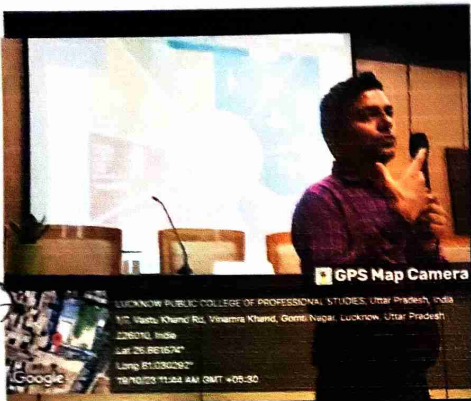 GPS Map Camera
LUCKNOW PUBLIC COLLEGE OF PROFESSIONAL STUDIES, Uttar Pradesh, India
Vastu Khand Rd, Vinamra Khand, Gomti Nagar, Lucknow, Uttar Pradesh
226010, India
Lat 26.861674°
Long 81.030292°
19/10/23 11:44 AM GMT +05:30
Google